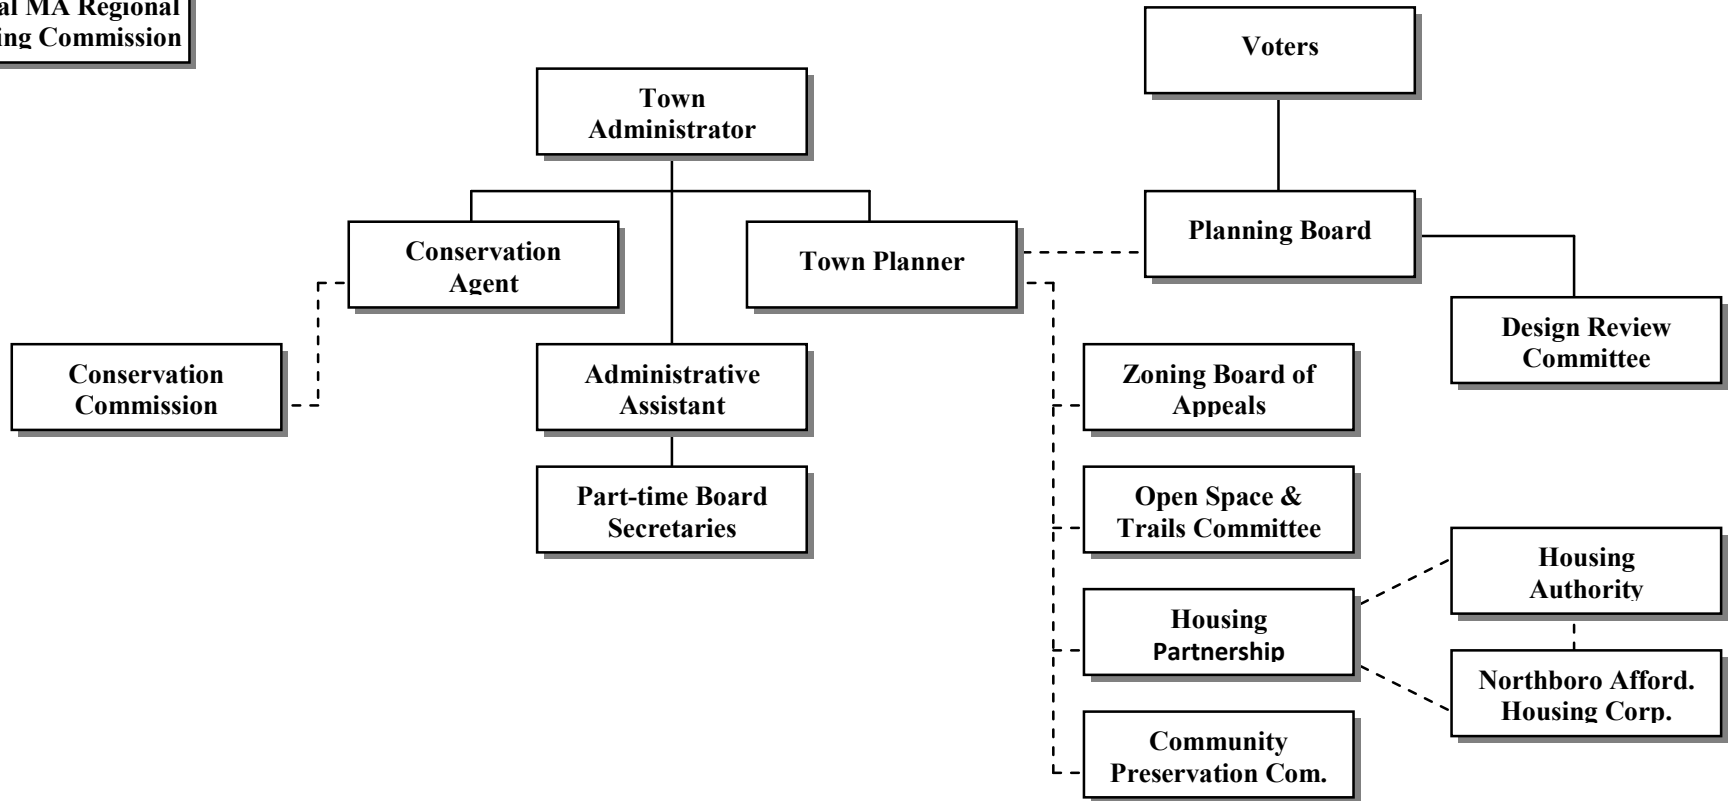 MA Regional
Commission
Voters
Town
Administrator
Planning Board
Conservation
Agent
Town Planner
Design Review
Committee
Conservation
Commission
Administrative
Assistant
Zoning Board of
Appeals
Part-time Board
Secretaries
Open Space &
Trails Committee
Housing
Authority
Housing
Partnership
Northboro Afford.
Housing Corp.
Community
Preservation Com.